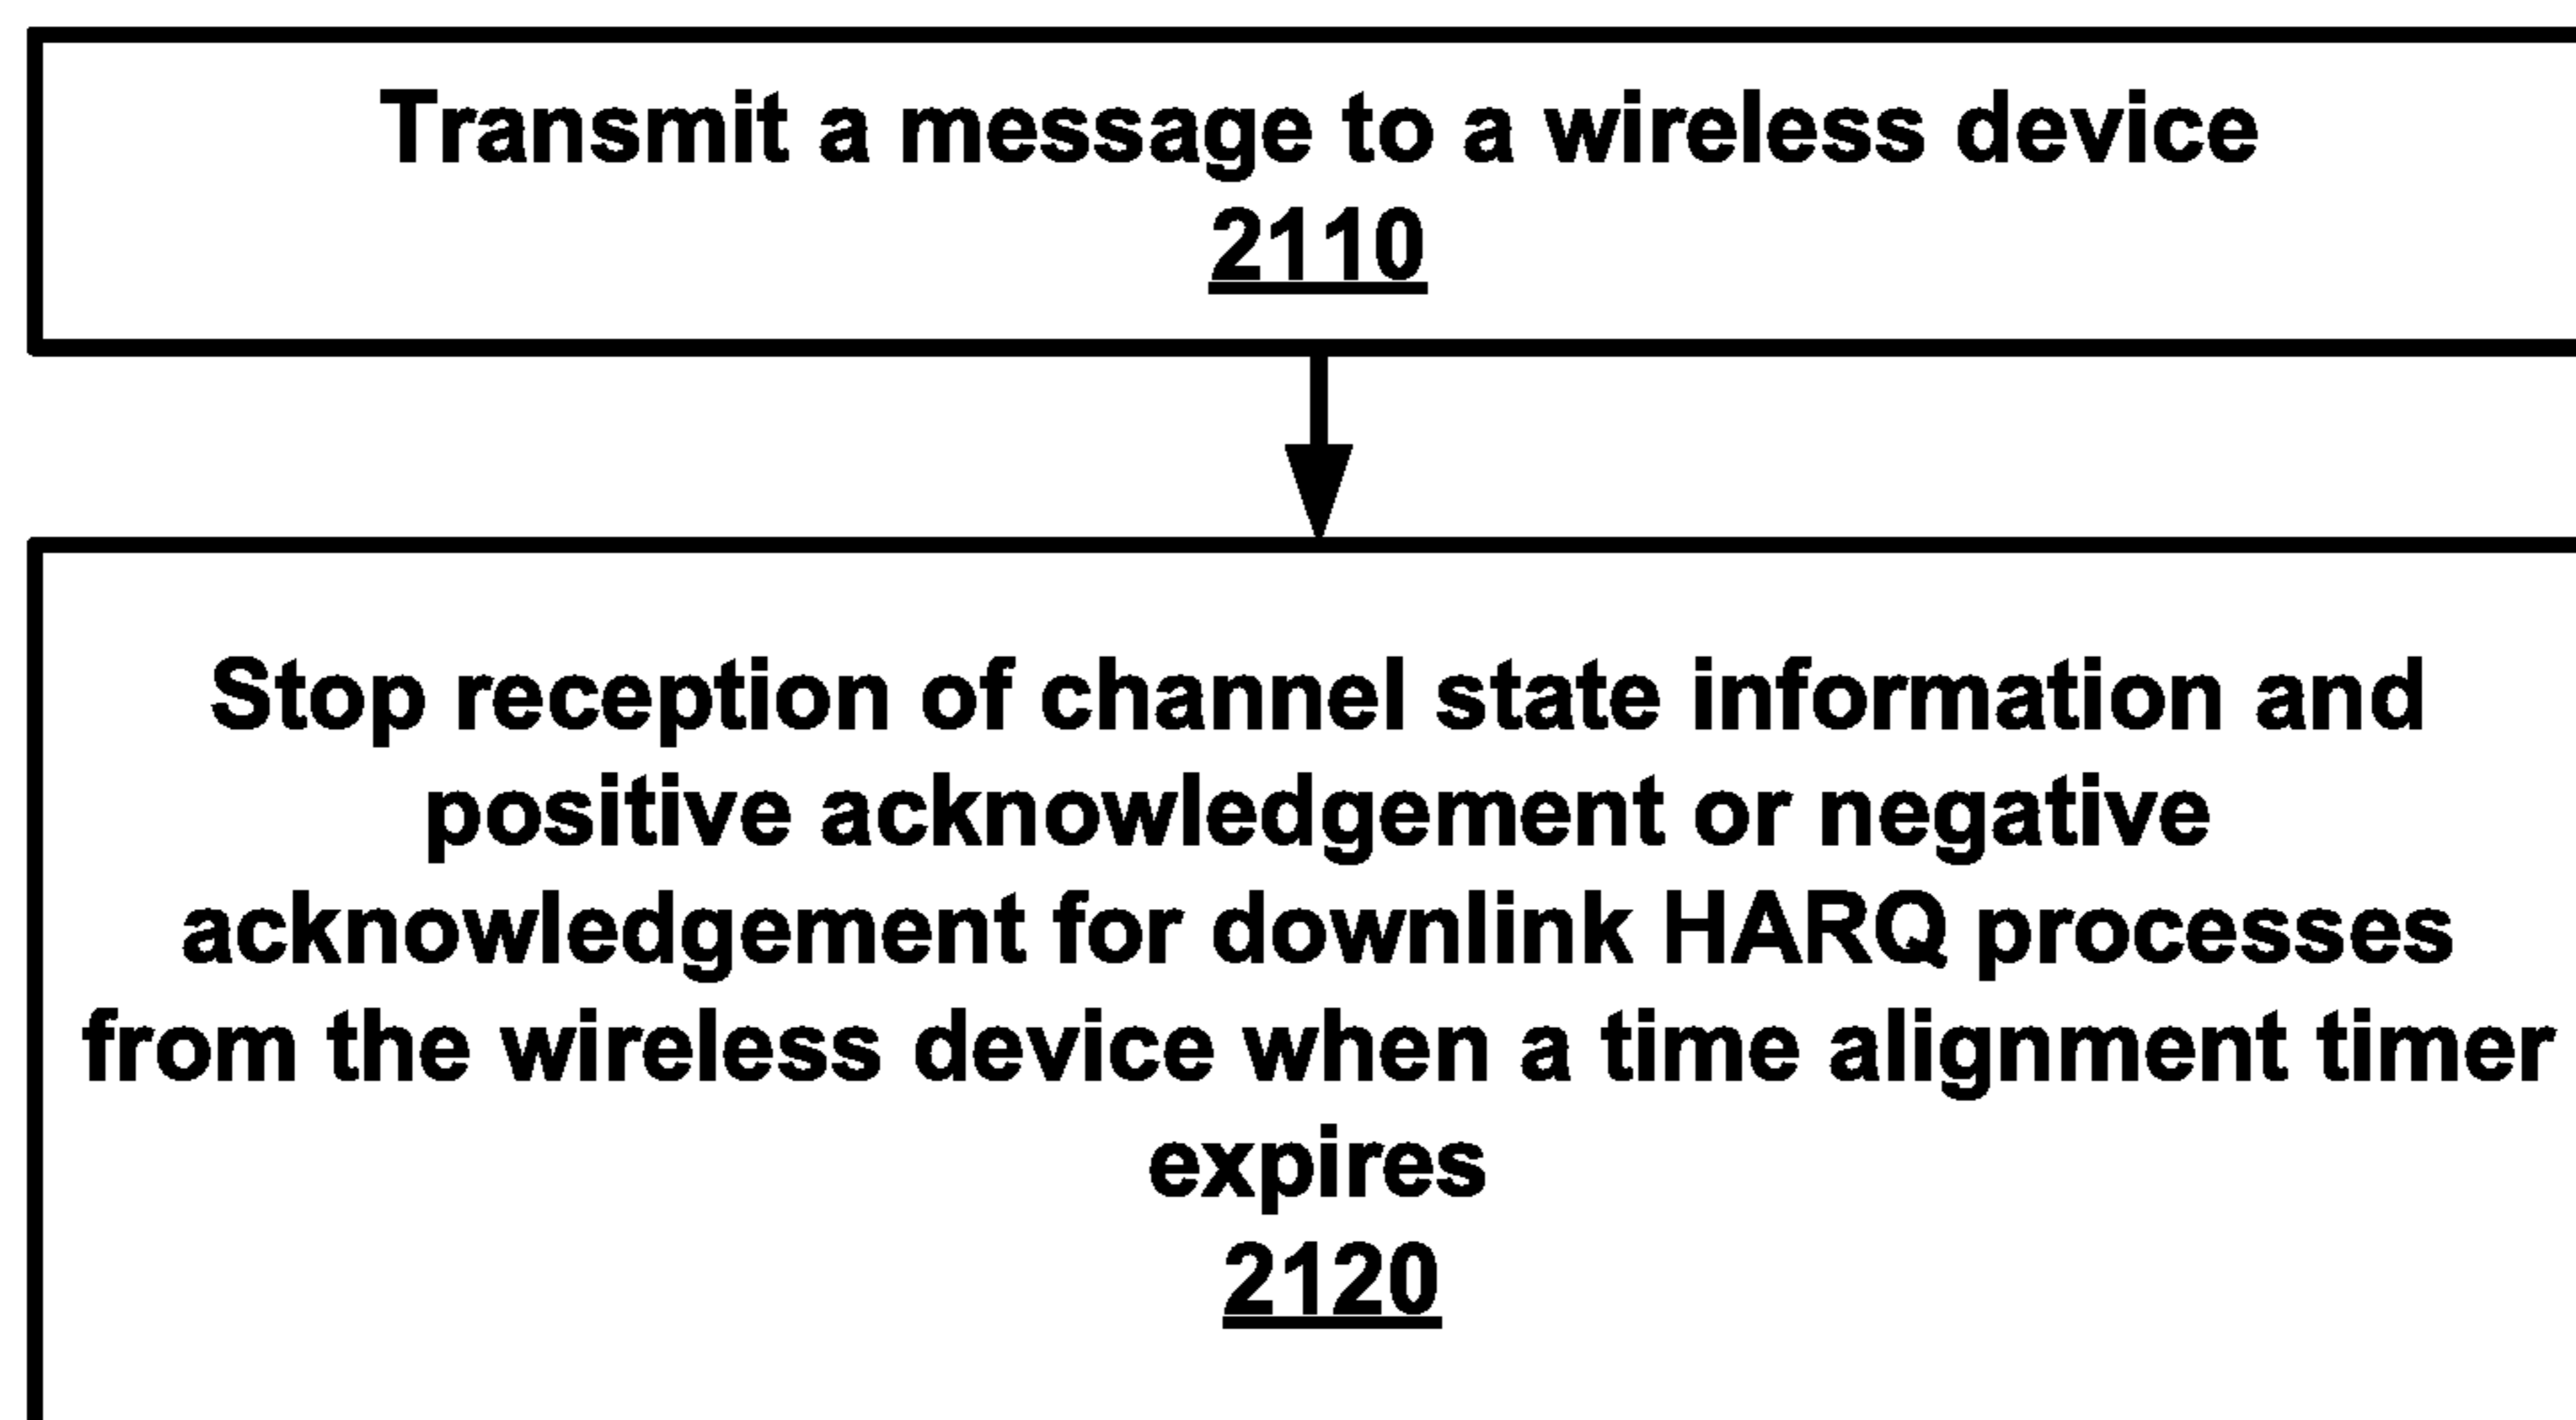 Transmit a message to a wireless device
2110
Stop reception of channel state information and
positive acknowledgement or negative
acknowledgement for downlink HARQ processes
from the wireless device when a time alignment timer
expires
2120